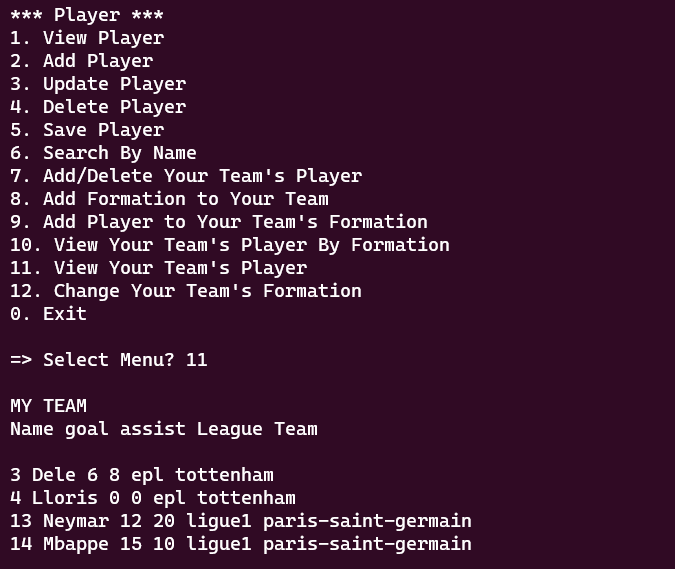 *** Player ***
1. View Player
2. Add Player
3. Update Player
4. Delete Player
5. Save Player
6. Search By Name
7. Add/Delete Your Team's Player
8. Add Formation to Your Team
9. Add Player to Your Team's Formation
10. View Your Team's Player By Formation
11. View Your Team's Player
12. Change Your Team's Formation
0. Exit
=> Select Menu? 11
MY TEAM
Name goal assist League Team
3 Dele 6 8 epl tottenham
4 Lloris 0 0 epl tottenham
13 Neymar 12 20 ligue1 paris-saint-germain
14 Mbappe 15 10 ligue1 paris-saint-germain